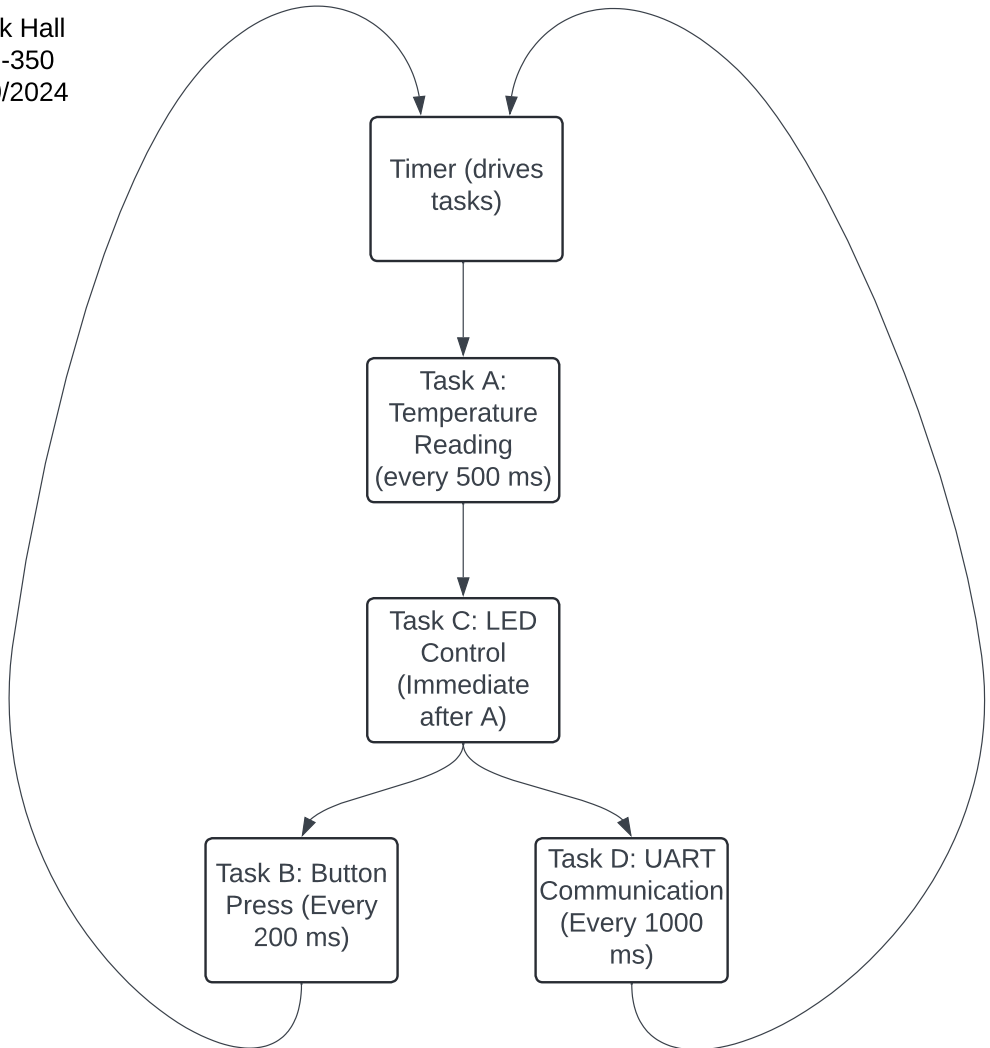 k Hall
-350
/2024
Timer (drives
tasks)
Task A:
Temperature
Reading
(every 500 ms)
Task C: LED
Control
(Immediate
after A)
Task B: Button
Press (Every
200 ms)
Task D: UART
Communication
(Every 1000
ms)